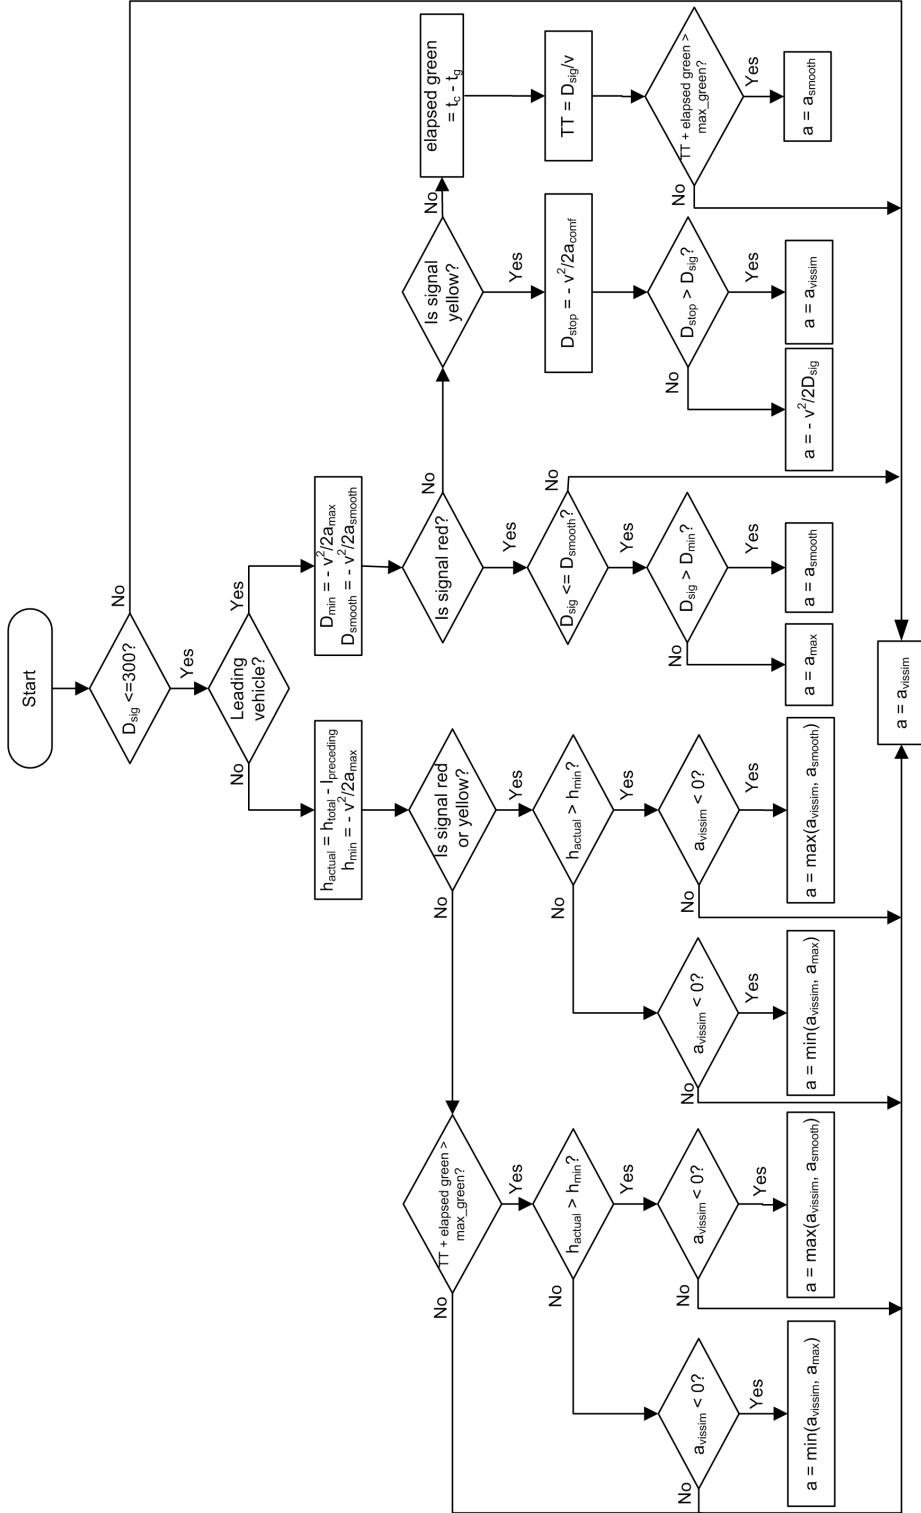 Start
D_sig <=300?
No
Yes
Leading
vehicle?
No
Yes
h_actual = h_total - l_preceding
h_min = - v²/2a_max
D_min = - v²/2a_max
D_smooth = - v²/2a_smooth
Is signal red
or yellow?
No
Yes
Is signal red?
No
Yes
Is signal
yellow?
No
Yes
elapsed green
= t_c - t_g
TT + elapsed green >
max_green?
No
Yes
h_actual > h_min?
No
Yes
h_actual > h_min?
No
Yes
D_sig <= D_smooth?
No
Yes
D_stop = - v²/2a_comf
TT = D_sig/v
a_vissim < 0?
No
Yes
a_vissim < 0?
No
Yes
a_vissim < 0?
No
Yes
a_vissim < 0?
No
Yes
D_sig > D_min?
No
Yes
D_stop > D_sig?
No
Yes
TT + elapsed green >
max_green?
No
Yes
a = min(a_vissim, a_max)
a = max(a_vissim, a_smooth)
a = min(a_vissim, a_max)
a = max(a_vissim, a_smooth)
a = a_max
a = a_smooth
a = - v²/2D_sig
a = a_vissim
a = a_smooth
a = a_vissim